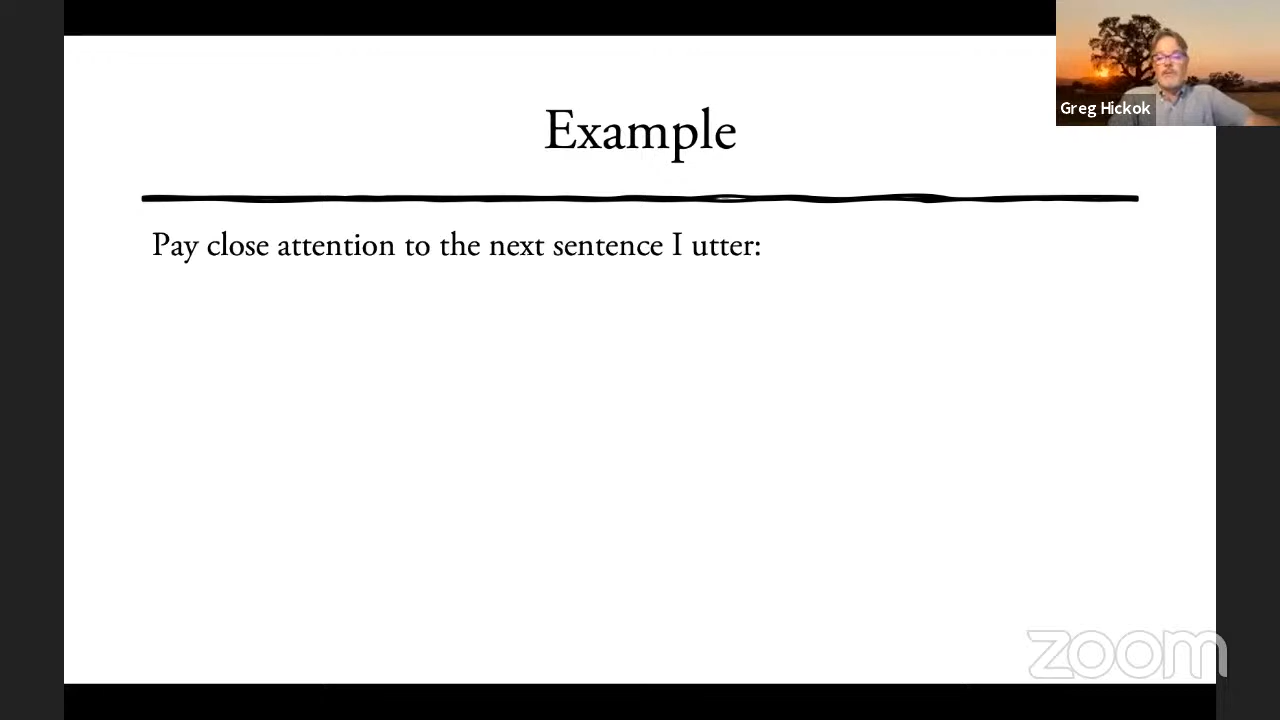 Example
Greg Hickok
Pay close attention to the next sentence I utter:
zoom